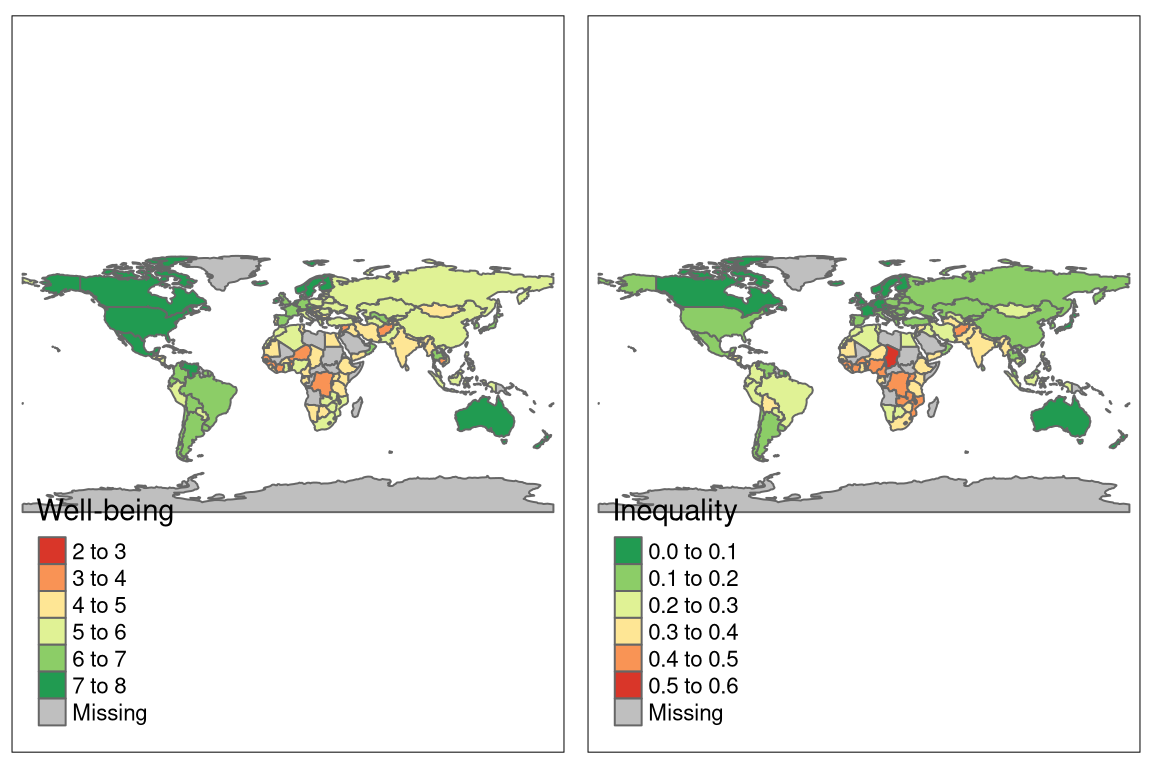 Well-being
2 to 3
3 to 4
4 to 5
5 to 6
6 to 7
7 to 8
Missing
Inequality
0.0 to 0.1
0.1 to 0.2
0.2 to 0.3
0.3 to 0.4
0.4 to 0.5
0.5 to 0.6
Missing